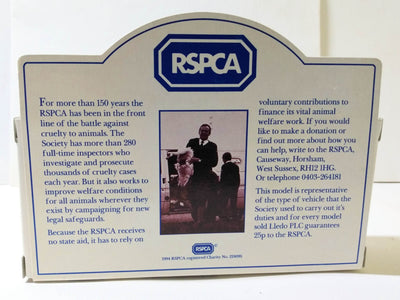 RSPCA
For more than 150 years the
RSPCA has been in the front
line of the battle against
cruelty to animals. The
Society has more than 280
full-time inspectors who
investigate and prosecute
thousands of cruelty cases
each year. But it also works to
improve welfare conditions
for all animals wherever they
exist by campaigning for new
legal safeguards.
Because the RSPCA receives
no state aid, it has to rely on
voluntary contributions to
finance its vital animal
welfare work. If you would
like to make a donation or
find out more about how you
can help, write to the RSPCA,
Causeway, Horsham,
West Sussex, RH12 1HG.
Or telephone 0403-264181
This model is representative
of the type of vehicle that the
Society used to carry out it's
duties and for every model
sold Lledo PLC guarantees
25p to the RSPCA.
RSPCA
1994 RSPCA registered Charity No. 219099